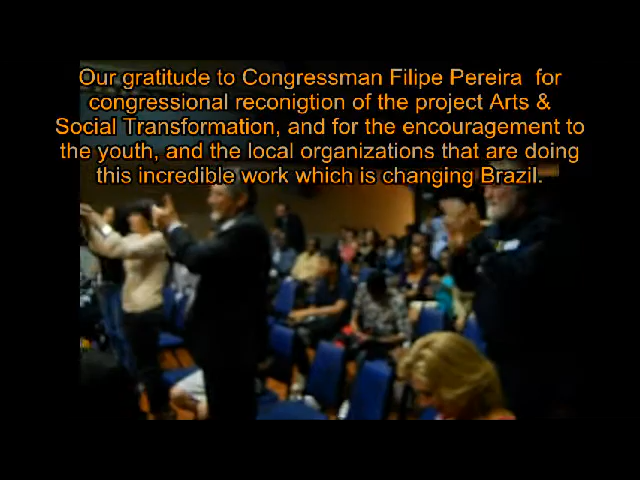 Our gratitude to Congressman Filipe Pereira for
congressional reconigtion of the project Arts &
Social Transformation, and for the encouragement to
the youth, and the local organizations that are doing
this incredible work which is changing Brazil.